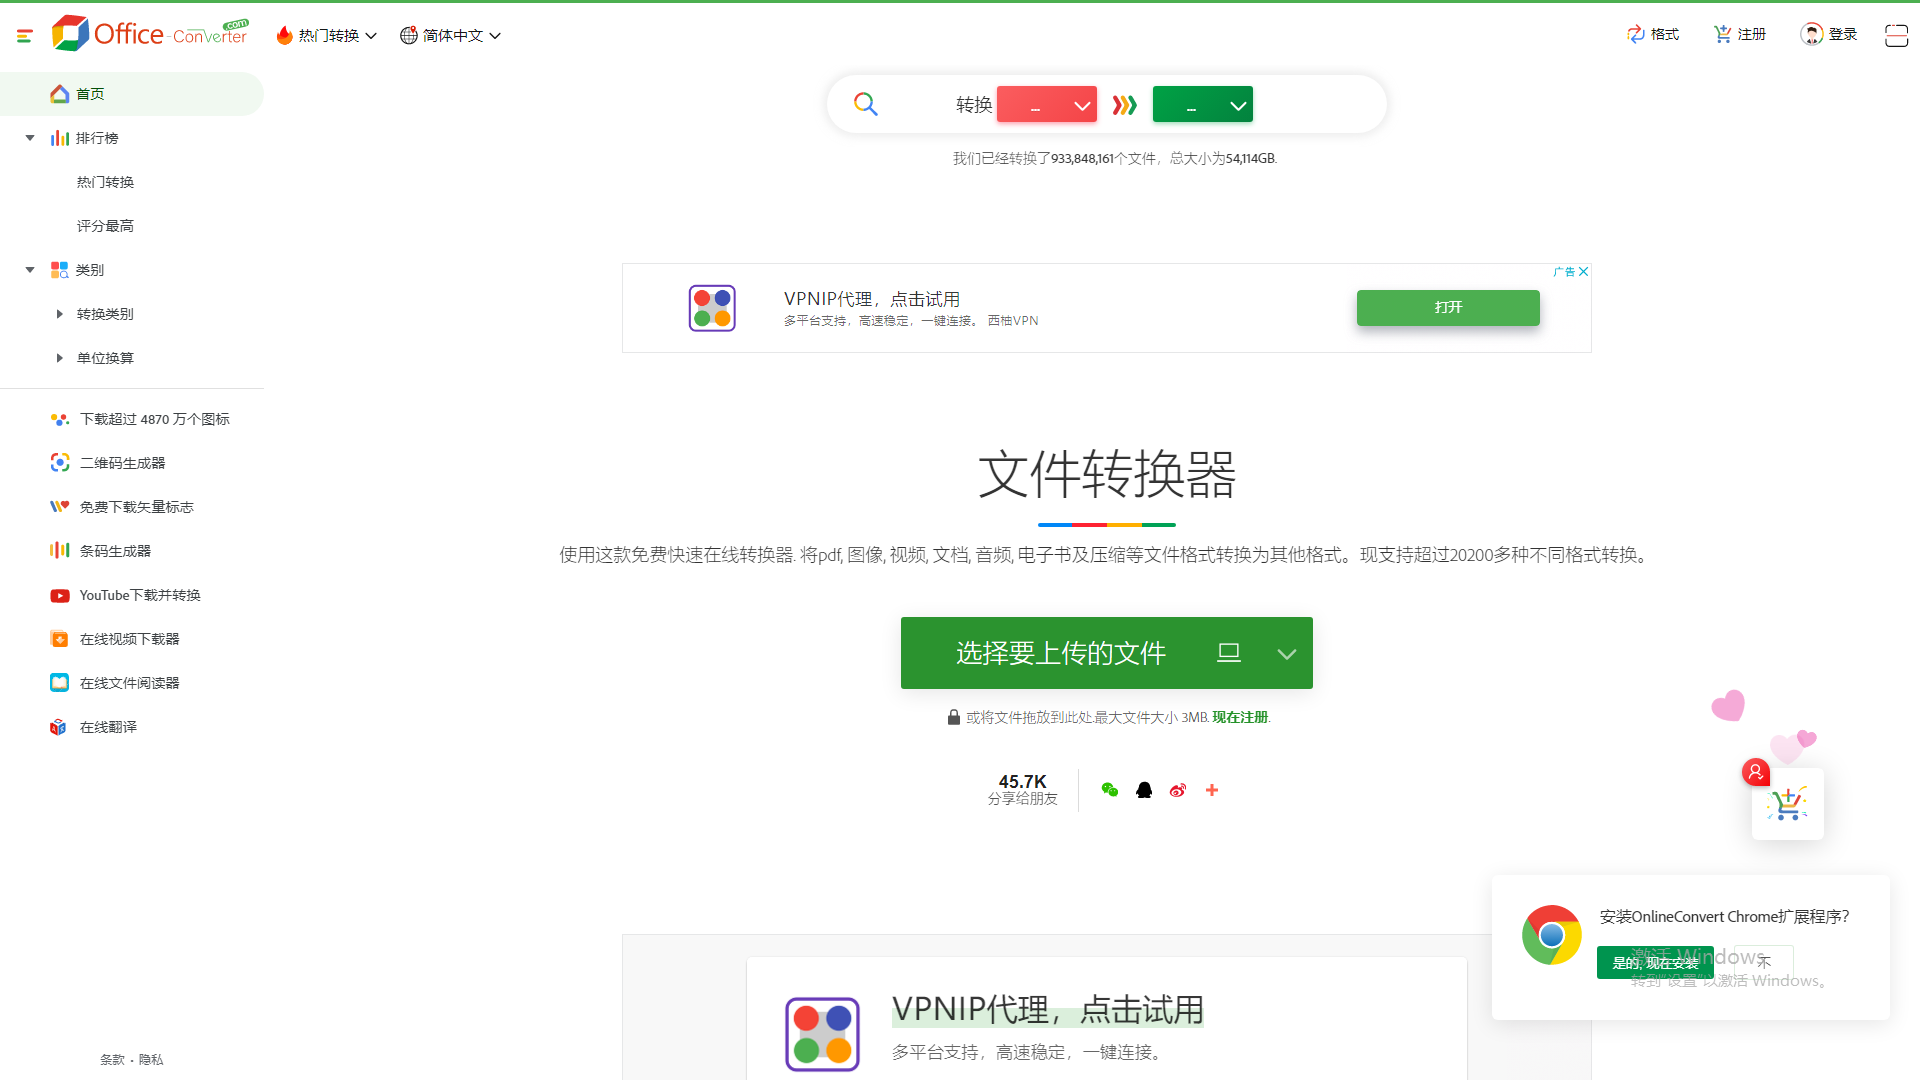 Office-Converter.com
热门转换
简体中文
格式
注册
登录
首页
排行榜
热门转换
评分最高
类别
转换类别
单位换算
下载超过 4870 万个图标
二维码生成器
免费下载矢量标志
条码生成器
YouTube下载并转换
在线视频下载器
在线文件阅读器
在线翻译
条款 · 隐私
转换 ... ...
我们已经转换了933,848,161个文件，总大小为54,114GB.
广告
VPNIP代理，点击试用
多平台支持，高速稳定，一键连接。 西柚VPN
打开
文件转换器
使用这款免费快速在线转换器. 将pdf, 图像, 视频, 文档, 音频, 电子书及压缩等文件格式转换为其他格式。现支持超过20200多种不同格式转换。
选择要上传的文件
或将文件拖放到此处.最大文件大小 3MB. 现在注册.
45.7K
分享给朋友
VPNIP代理，点击试用
多平台支持，高速稳定，一键连接。
安装OnlineConvert Chrome扩展程序?
是的, 现在安装
不
激活 Windows
转到"设置"以激活 Windows。